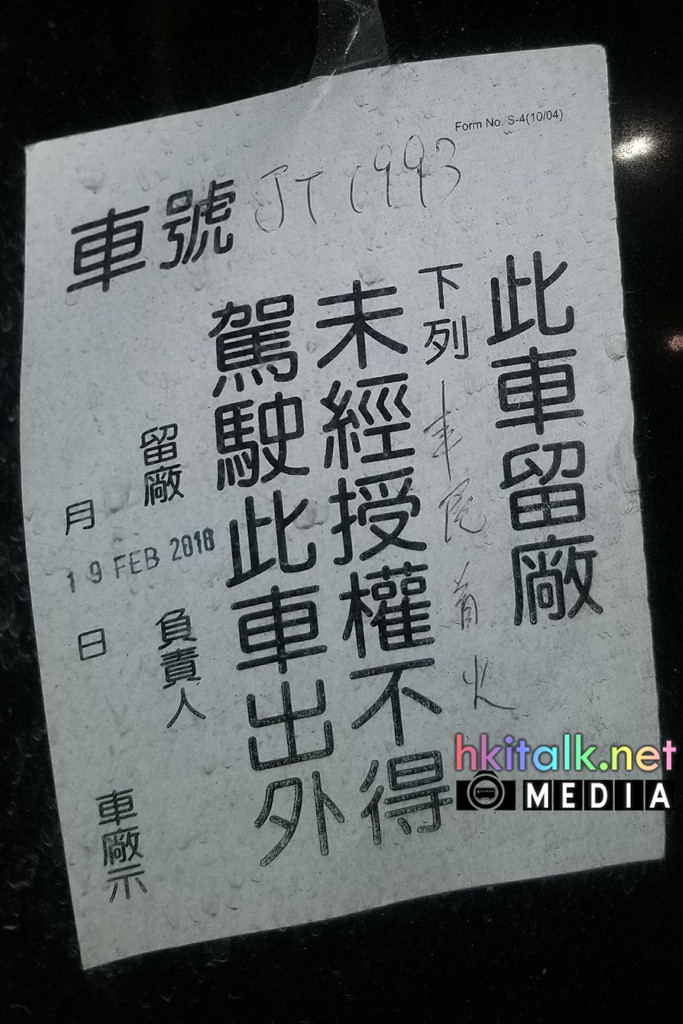 Form No. S-4(10/04)
車號 JT 1993
此車留廠
下列 車尾着火
未經授權不得
駕駛此車出外
留廠 負責人
月 19 FEB 2018 日
車廠示
hkitalk.net
MEDIA